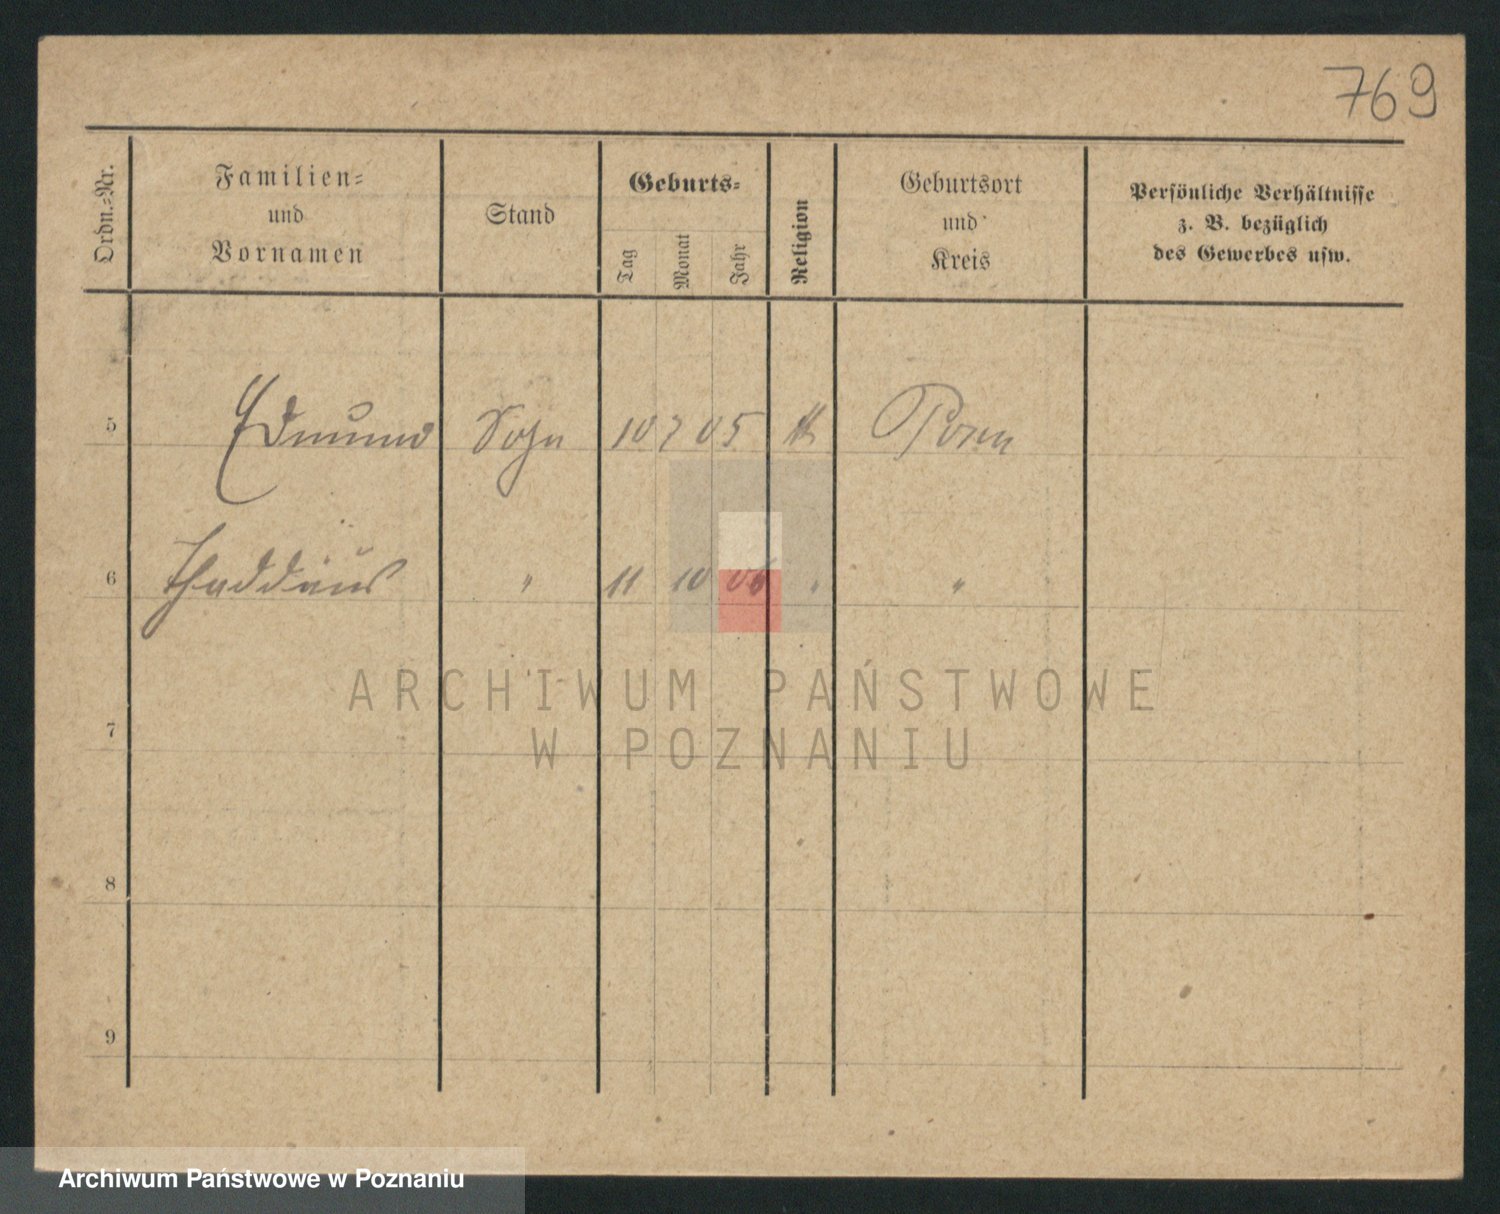 769
Ordn.-Nr.
Familien-
und
Vornamen
Stand
Geburts-
Tag
Monat
Jahr
Religion
Geburtsort
und
Kreis
Persönliche Verhältnisse
z. B. bezüglich
des Gewerbes usw.
5 Edmund Sohn 10 2 05 k Posen
6 Thaddäus " 11 10 06 " "
ARCHIWUM PAŃSTWOWE
W POZNANIU
7
8
9
Archiwum Państwowe w Poznaniu